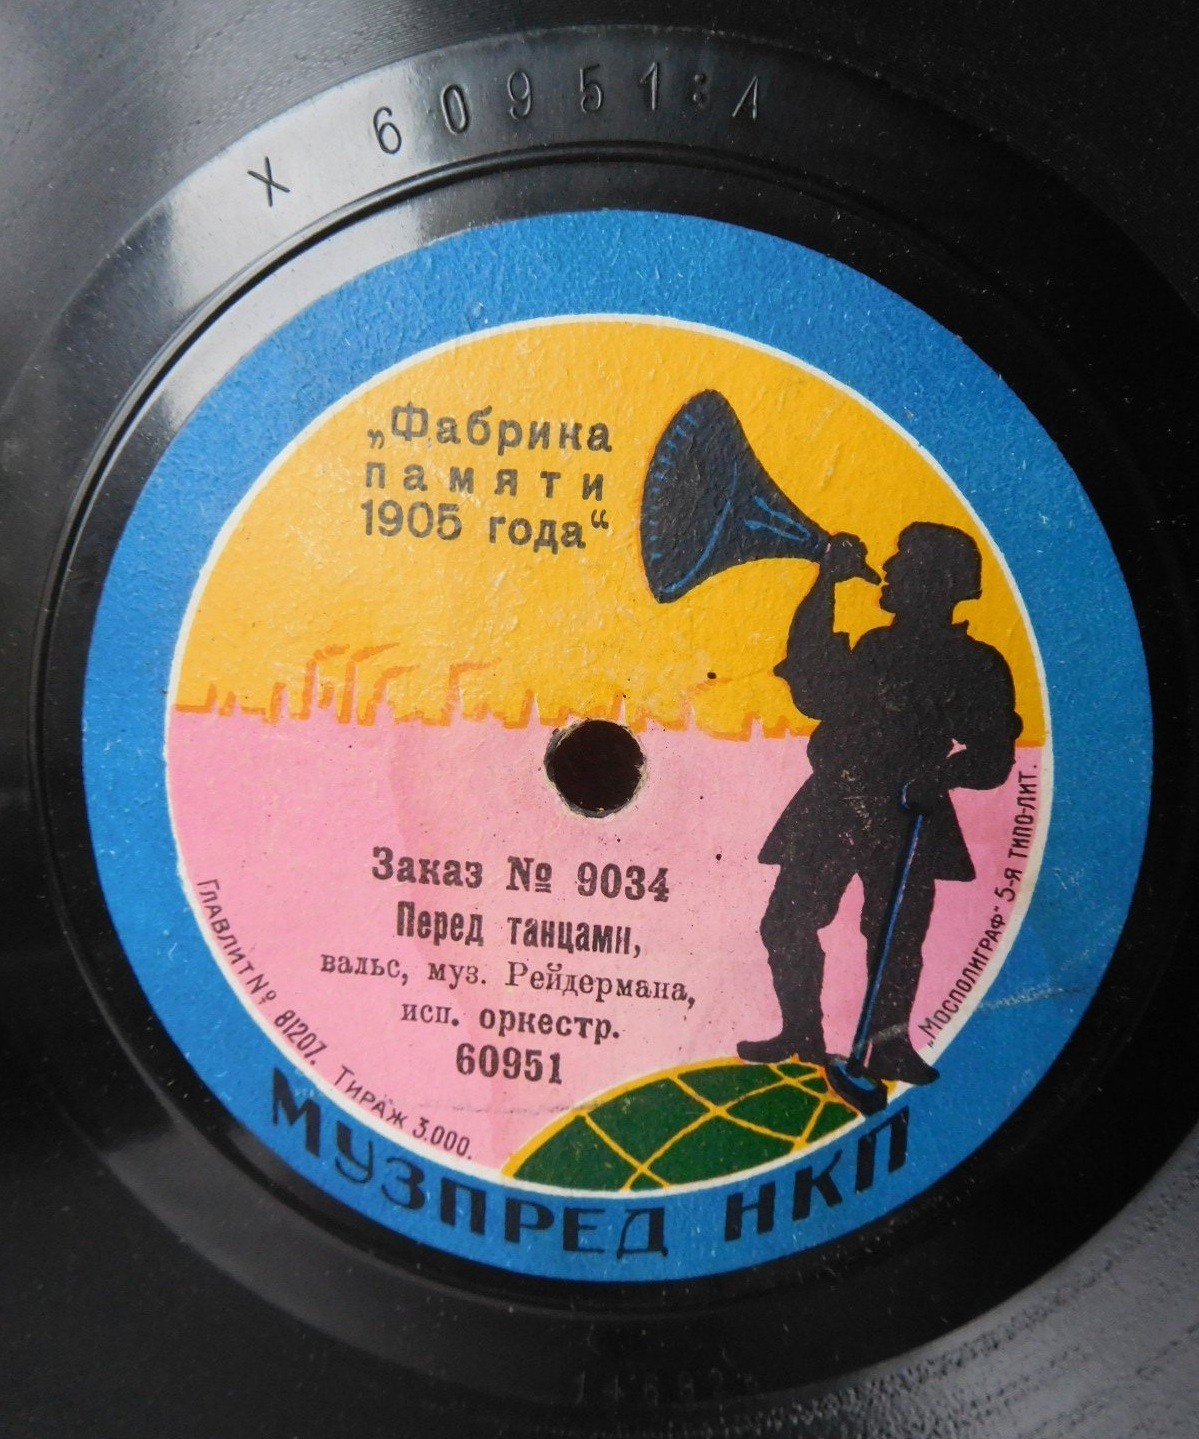 X 60951:A
„Фабрика
памяти
1905 года“
Заказ № 9034
Перед танцами,
вальс, муз. Рейдермана,
исп. оркестр.
60951
Главлит № 81207. Тираж 3.000.
„Мосполиграф“ 5-я типо-лит.
МУЗПРЕД НКП